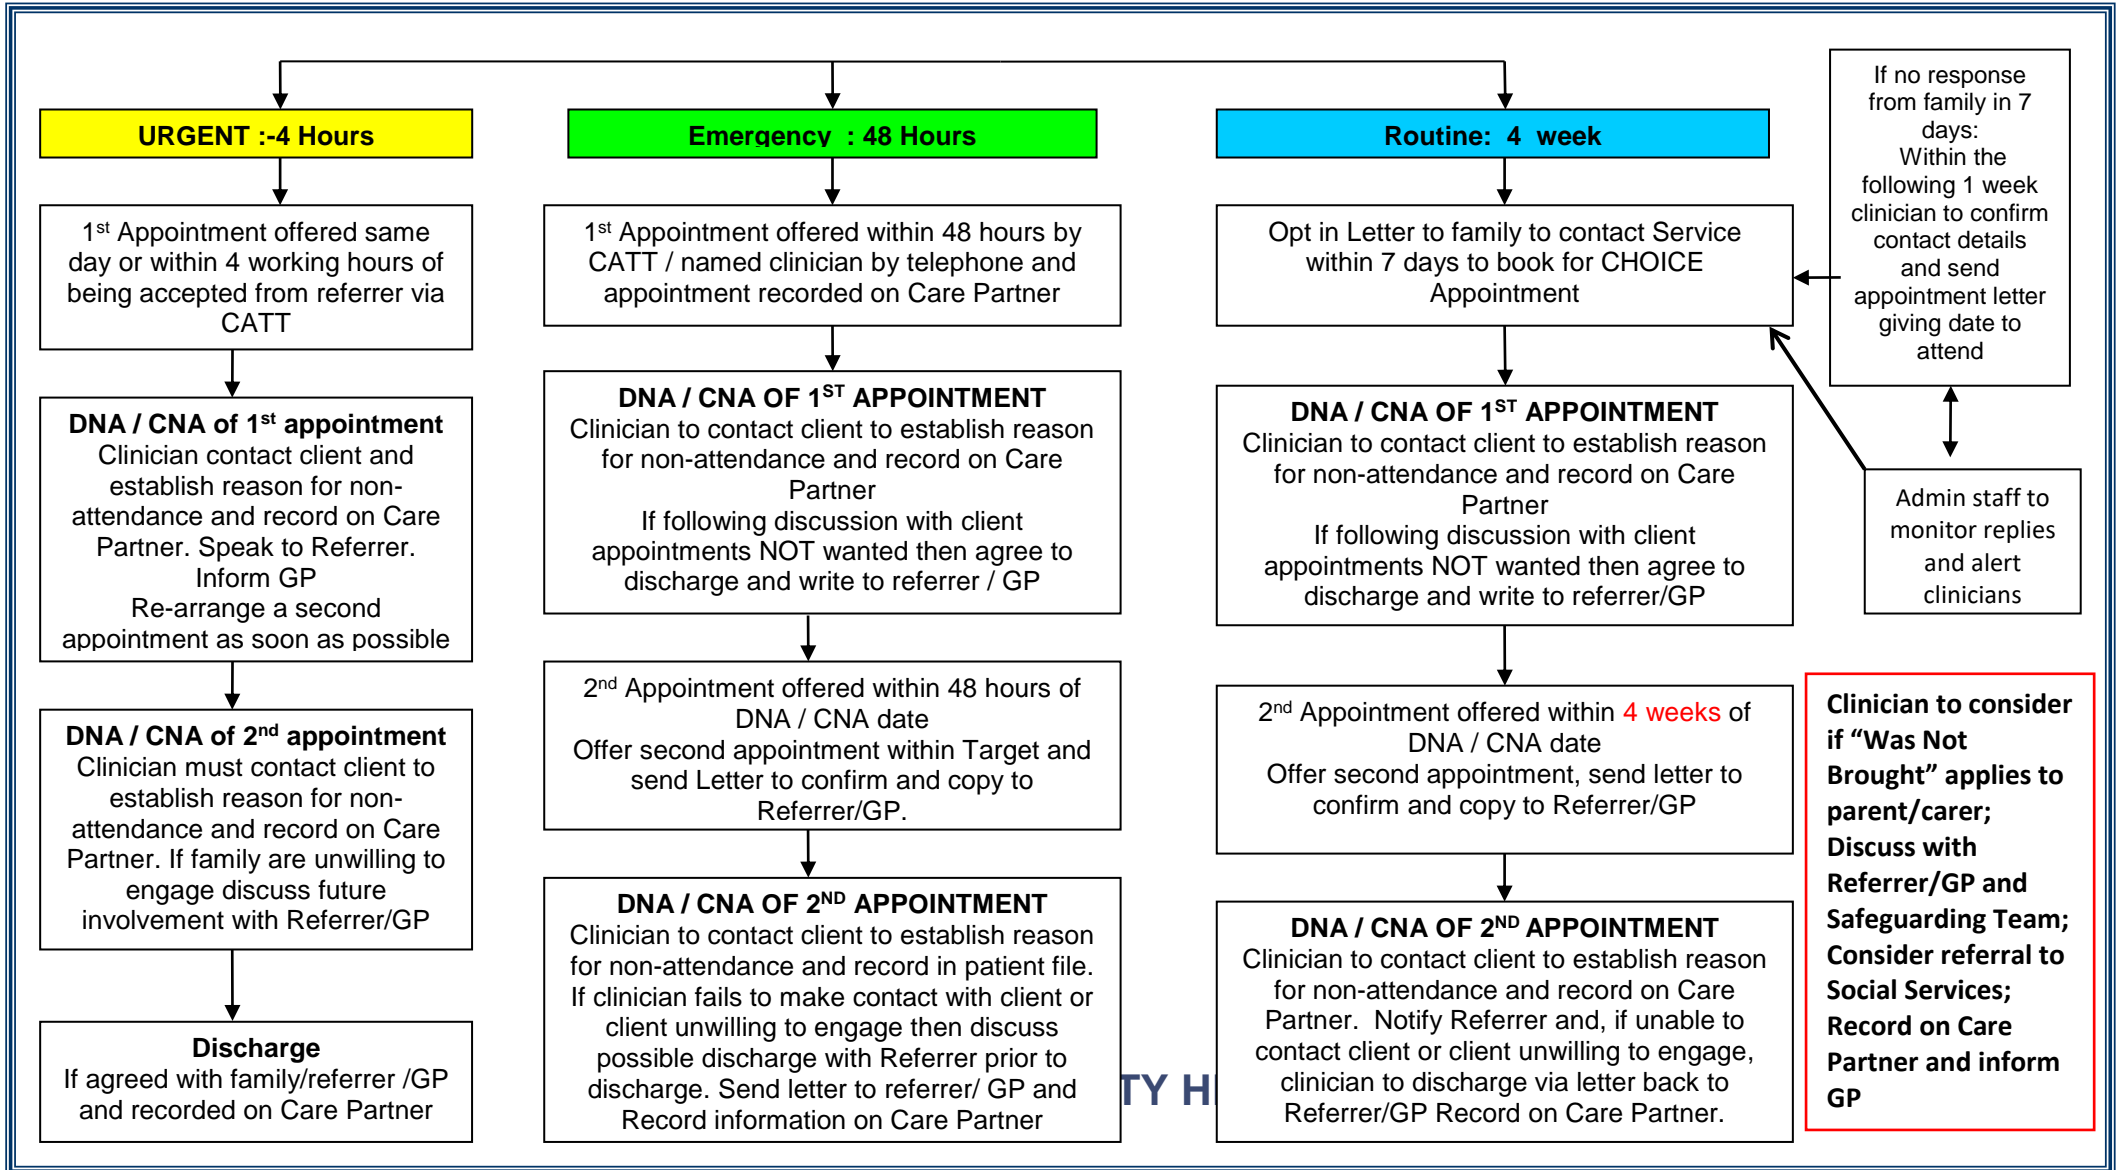 URGENT :-4 Hours
1st Appointment offered same
day or within 4 working hours of
being accepted from referrer via
CATT
DNA / CNA of 1st appointment
Clinician contact client and
establish reason for non-
attendance and record on Care
Partner. Speak to Referrer.
Inform GP
Re-arrange a second
appointment as soon as possible
DNA / CNA of 2nd appointment
Clinician must contact client to
establish reason for non-
attendance and record on Care
Partner. If family are unwilling to
engage discuss future
involvement with Referrer/GP
Discharge
If agreed with family/referrer /GP
and recorded on Care Partner
Emergency : 48 Hours
1st Appointment offered within 48 hours by
CATT / named clinician by telephone and
appointment recorded on Care Partner
DNA / CNA OF 1ST APPOINTMENT
Clinician to contact client to establish reason
for non-attendance and record on Care
Partner
If following discussion with client
appointments NOT wanted then agree to
discharge and write to referrer / GP
2nd Appointment offered within 48 hours of
DNA / CNA date
Offer second appointment within Target and
send Letter to confirm and copy to
Referrer/GP.
DNA / CNA OF 2ND APPOINTMENT
Clinician to contact client to establish reason
for non-attendance and record in patient file.
If clinician fails to make contact with client or
client unwilling to engage then discuss
possible discharge with Referrer prior to
discharge. Send letter to referrer/ GP and
Record information on Care Partner
Routine: 4 week
Opt in Letter to family to contact Service
within 7 days to book for CHOICE
Appointment
DNA / CNA OF 1ST APPOINTMENT
Clinician to contact client to establish reason
for non-attendance and record on Care
Partner
If following discussion with client
appointments NOT wanted then agree to
discharge and write to referrer/GP
2nd Appointment offered within 4 weeks of
DNA / CNA date
Offer second appointment, send letter to
confirm and copy to Referrer/GP
DNA / CNA OF 2ND APPOINTMENT
Clinician to contact client to establish reason
for non-attendance and record on Care
Partner. Notify Referrer and, if unable to
contact client or client unwilling to engage,
clinician to discharge via letter back to
Referrer/GP Record on Care Partner.
If no response
from family in 7
days:
Within the
following 1 week
clinician to confirm
contact details
and send
appointment letter
giving date to
attend
Admin staff to
monitor replies
and alert
clinicians
Clinician to consider
if “Was Not
Brought” applies to
parent/carer;
Discuss with
Referrer/GP and
Safeguarding Team;
Consider referral to
Social Services;
Record on Care
Partner and inform
GP